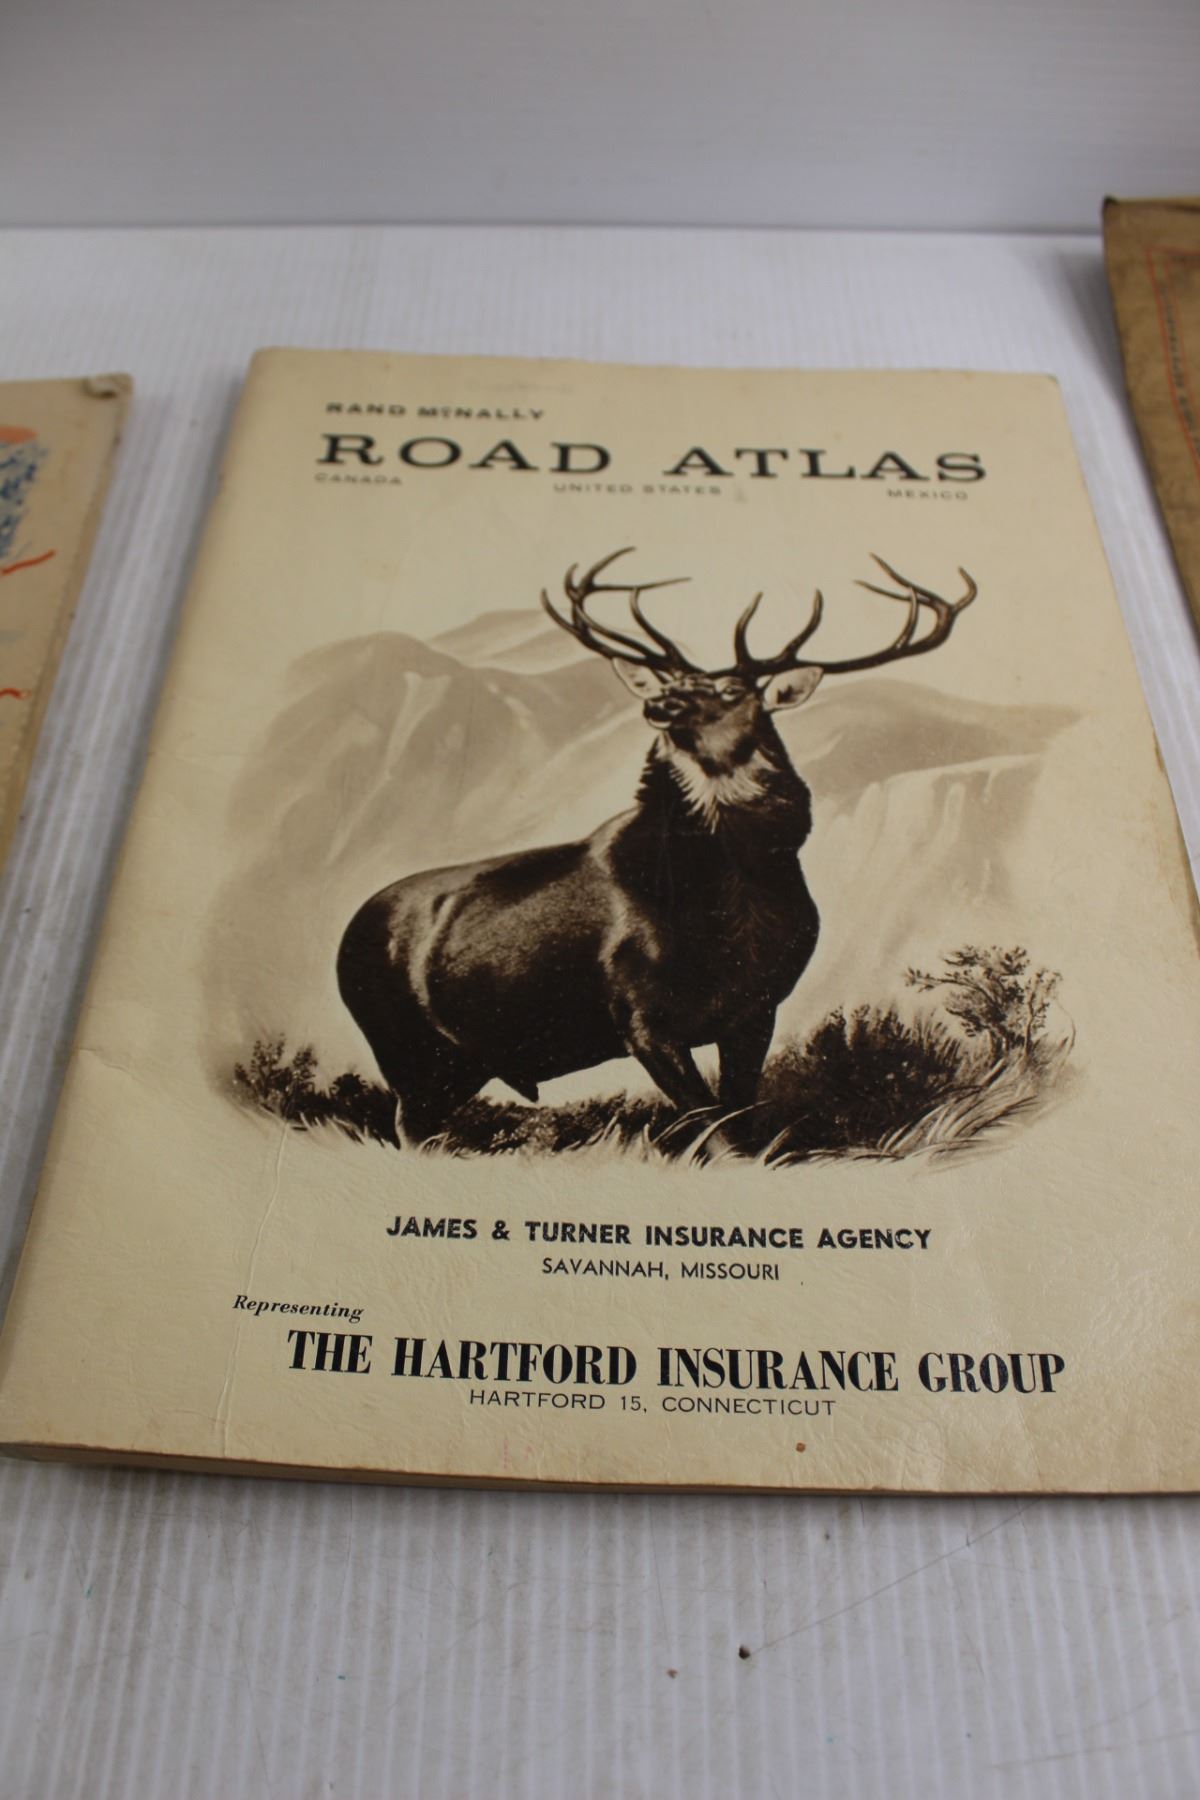 RAND McNALLY
ROAD ATLAS
CANADA UNITED STATES MEXICO
JAMES & TURNER INSURANCE AGENCY
SAVANNAH, MISSOURI
Representing
THE HARTFORD INSURANCE GROUP
HARTFORD 15, CONNECTICUT